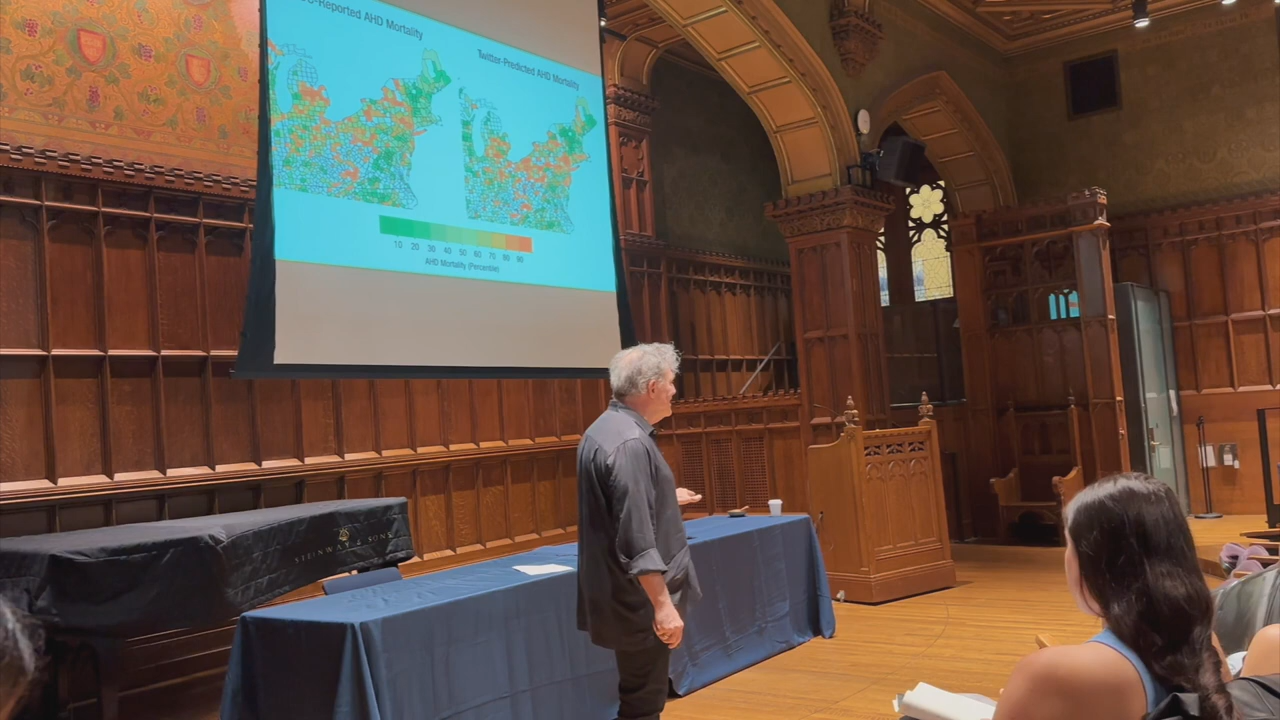 -Reported AHD Mortality
Twitter-Predicted AHD Mortality
10 20 30 40 50 60 70 80 90
AHD Mortality (Percentile)
STEINWAY & SONS